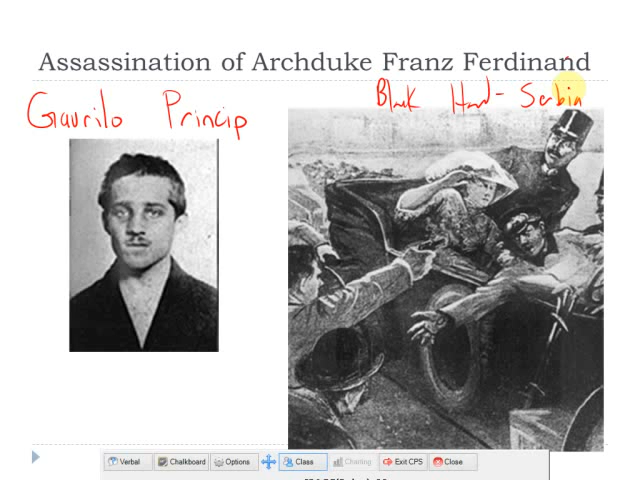 Assassination of Archduke Franz Ferdinand
Gavrilo Princip
Black Hand - Serbia
Verbal Chalkboard Options Class Charting Exit CPS Close